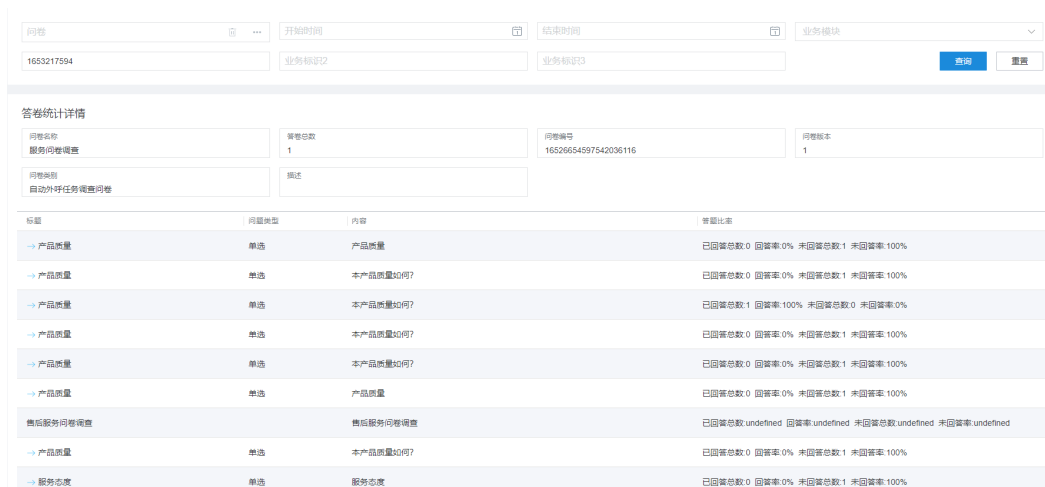 问卷 开始时间 结束时间 业务模块
1653217594 业务标识2 业务标识3 查询 重置
答卷统计详情
问卷名称 答卷总数 问卷编号 问卷版本
服务问卷调查 1 16526654597542036116 1
问卷类别 描述
自动外呼任务调查问卷
标题 问题类型 内容 答题比率
→ 产品质量 单选 产品质量 已回答总数:0 回答率:0% 未回答总数:1 未回答率:100%
→ 产品质量 单选 本产品质量如何? 已回答总数:0 回答率:0% 未回答总数:1 未回答率:100%
→ 产品质量 单选 本产品质量如何? 已回答总数:1 回答率:100% 未回答总数:0 未回答率:0%
→ 产品质量 单选 本产品质量如何? 已回答总数:0 回答率:0% 未回答总数:1 未回答率:100%
→ 产品质量 单选 本产品质量如何? 已回答总数:0 回答率:0% 未回答总数:1 未回答率:100%
→ 产品质量 单选 产品质量 已回答总数:0 回答率:0% 未回答总数:1 未回答率:100%
售后服务问卷调查 售后服务问卷调查 已回答总数:undefined 回答率:undefined 未回答总数:undefined 未回答率:undefined
→ 产品质量 单选 本产品质量如何? 已回答总数:0 回答率:0% 未回答总数:1 未回答率:100%
→ 服务态度 单选 服务态度 已回答总数:0 回答率:0% 未回答总数:1 未回答率:100%